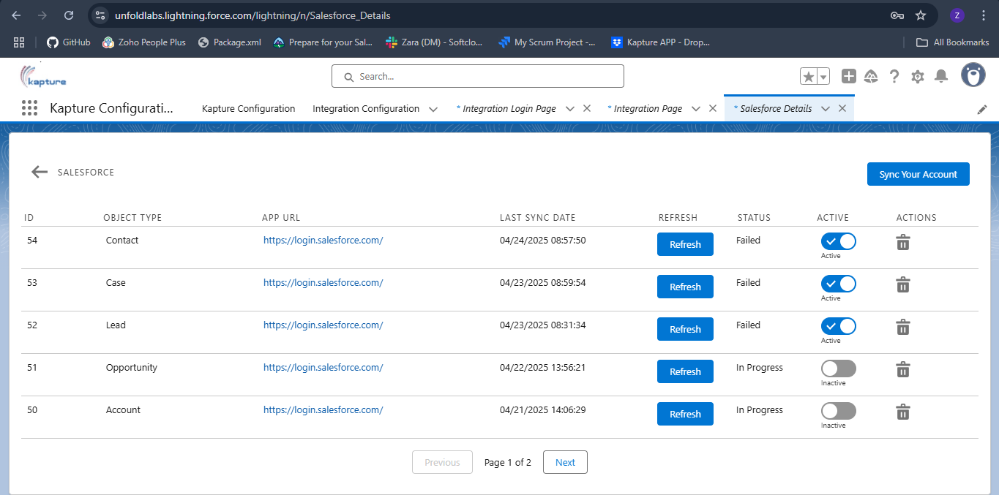 unfoldlabs.lightning.force.com/lightning/n/Salesforce_Details
Z
GitHub Zoho People Plus Package.xml Prepare for your Sal... Zara (DM) - Softclo... My Scrum Project -... Kapture APP - Drop... All Bookmarks
kapture
Search...
Kapture Configurati... Kapture Configuration Integration Configuration * Integration Login Page * Integration Page * Salesforce Details
SALESFORCE
Sync Your Account
ID OBJECT TYPE APP URL LAST SYNC DATE REFRESH STATUS ACTIVE ACTIONS
54 Contact https://login.salesforce.com/ 04/24/2025 08:57:50 Refresh Failed
Active
53 Case https://login.salesforce.com/ 04/23/2025 08:59:54 Refresh Failed
Active
52 Lead https://login.salesforce.com/ 04/23/2025 08:31:34 Refresh Failed
Active
51 Opportunity https://login.salesforce.com/ 04/22/2025 13:56:21 Refresh In Progress
Inactive
50 Account https://login.salesforce.com/ 04/21/2025 14:06:29 Refresh In Progress
Inactive
Previous Page 1 of 2 Next